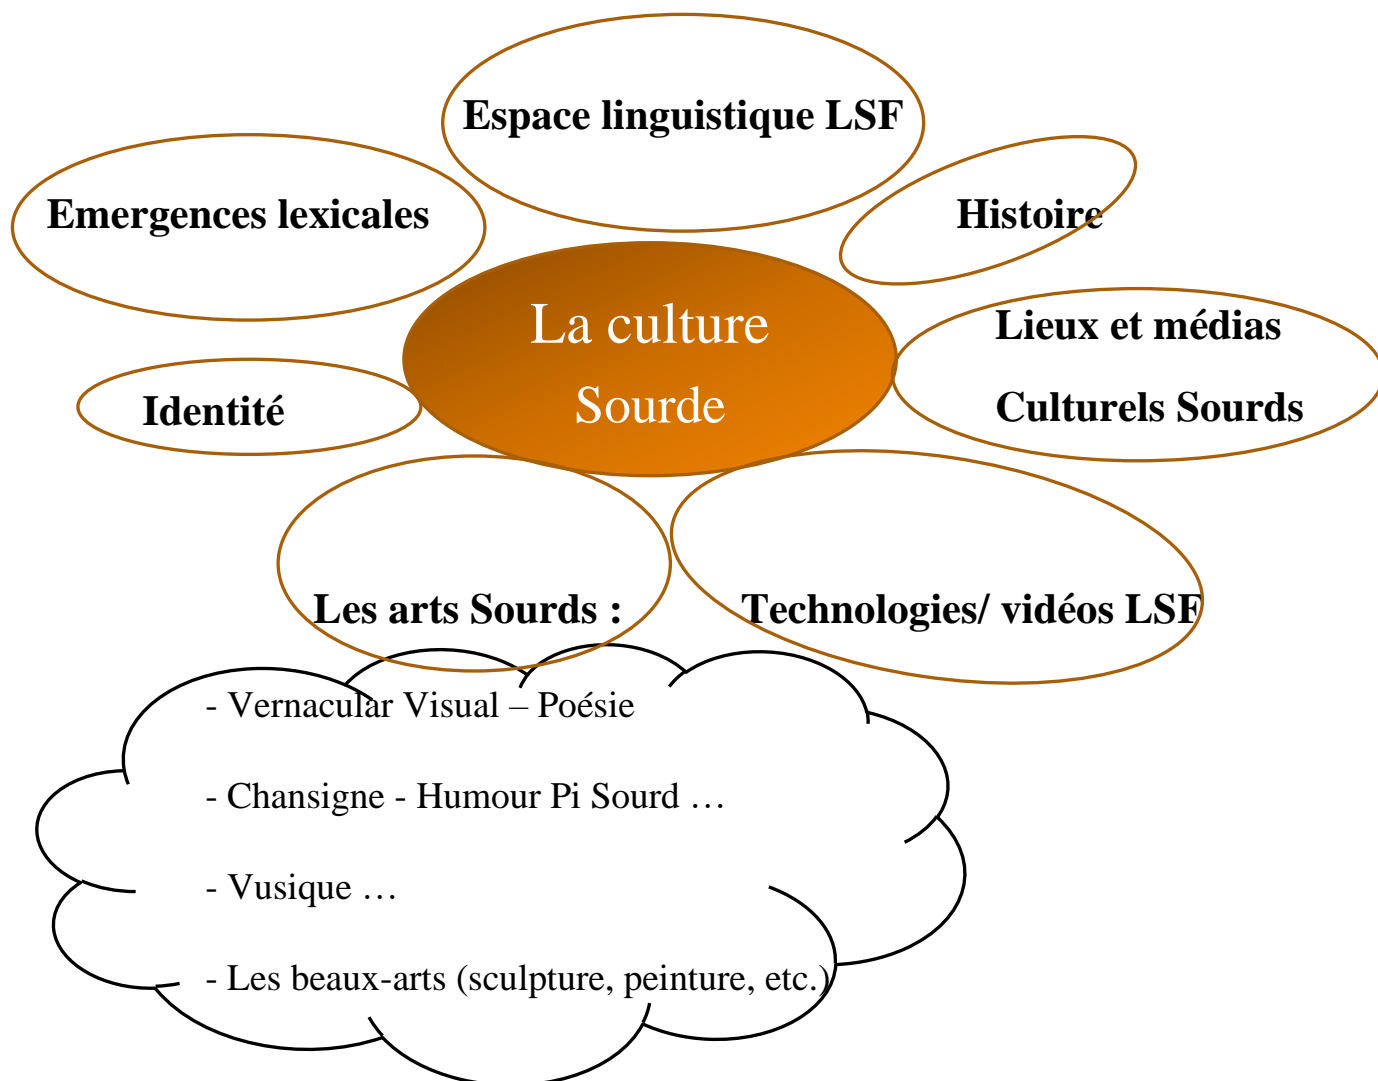 Espace linguistique LSF
Emergences lexicales
Histoire
La culture
Sourde
Lieux et médias
Culturels Sourds
Identité
Les arts Sourds :
Technologies/ vidéos LSF
- Vernacular Visual – Poésie
- Chansigne - Humour Pi Sourd …
- Vusique …
- Les beaux-arts (sculpture, peinture, etc.)